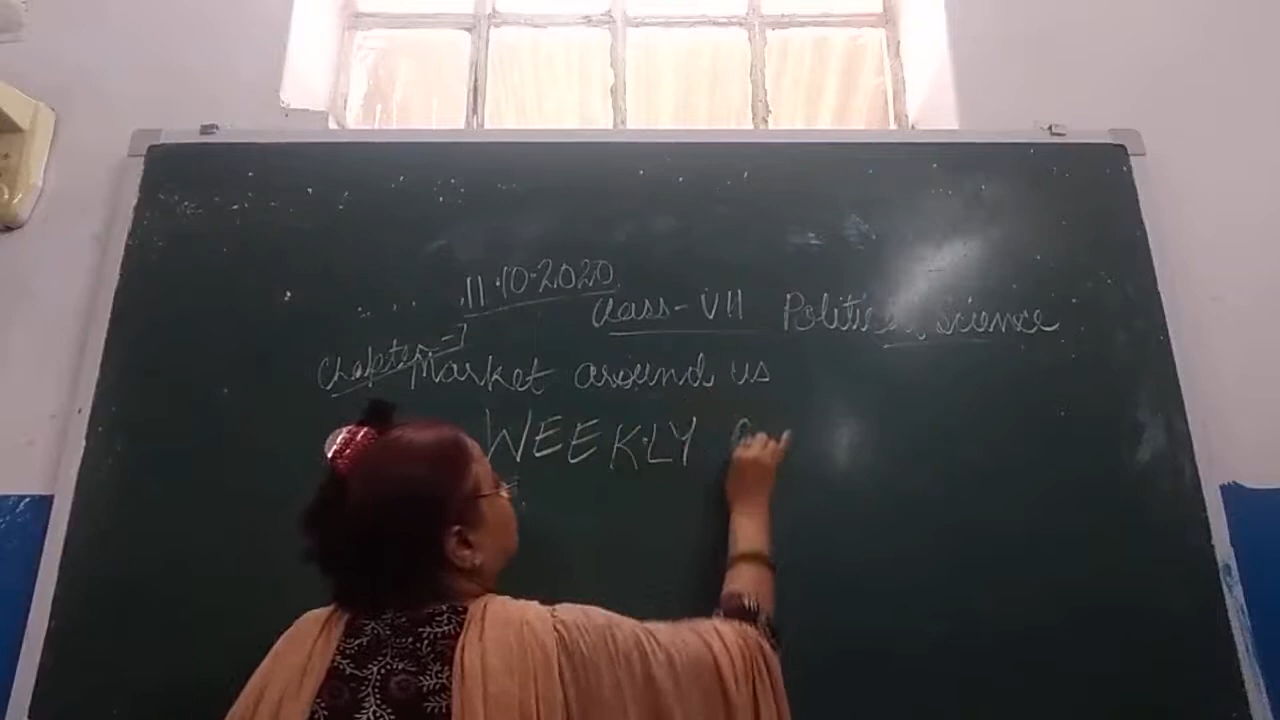 11.10.2020
Class-VII Political Science
Chapter-7
Market around us
WEEKLY